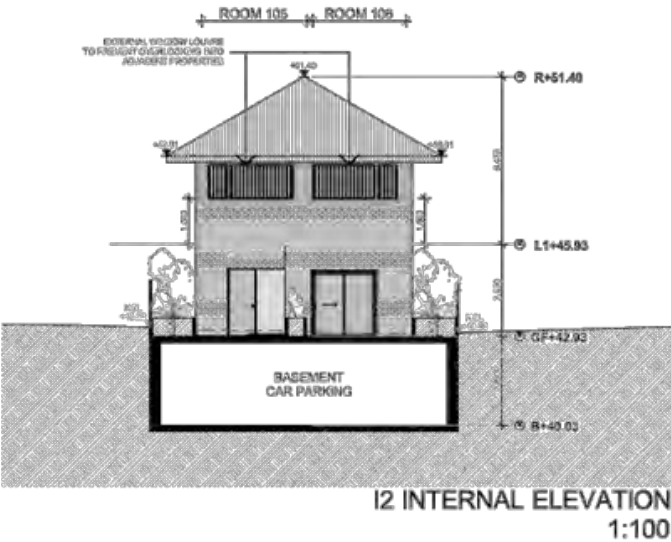 ROOM 105 ROOM 106
EXTERNAL WINDOW LOUVRE
TO PREVENT OVERLOOKING INTO
ADJACENT PROPERTIES
R+51.40
L1+45.93
GF+42.93
BASEMENT
CAR PARKING
B+40.03
I2 INTERNAL ELEVATION
1:100